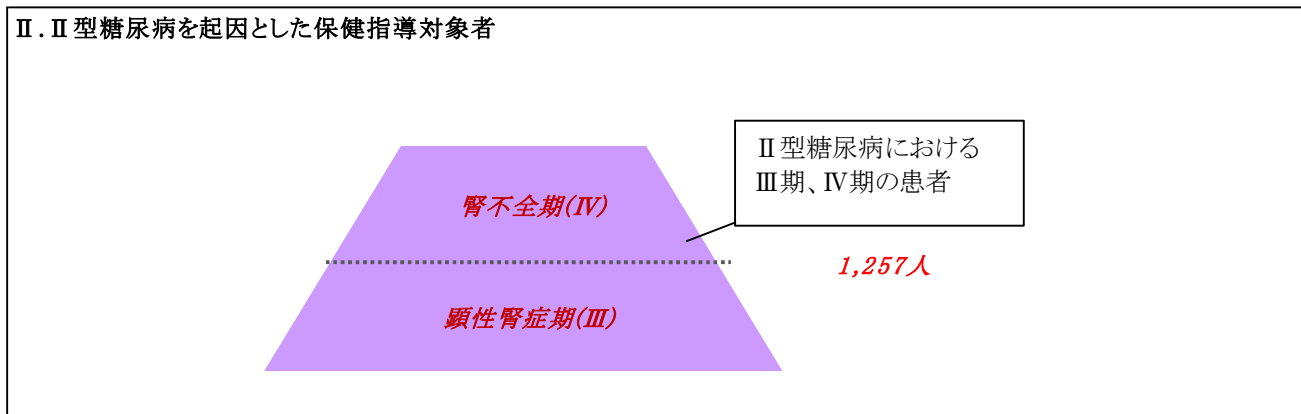 Ⅱ.Ⅱ型糖尿病を起因とした保健指導対象者
Ⅱ型糖尿病における
Ⅲ期、Ⅳ期の患者
腎不全期(Ⅳ)
1,257人
顕性腎症期(Ⅲ)